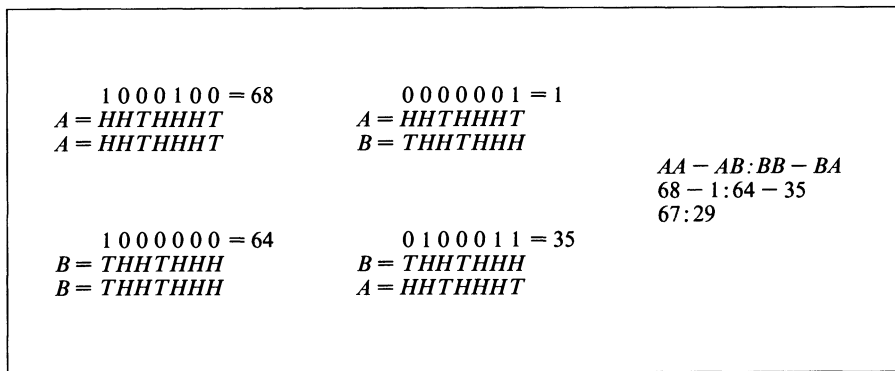 1 0 0 0 1 0 0 = 68
A = HHTHHHT
A = HHTHHHT
0 0 0 0 0 0 1 = 1
A = HHTHHHT
B = THHTHHH
1 0 0 0 0 0 0 = 64
B = THHTHHH
B = THHTHHH
0 1 0 0 0 1 1 = 35
B = THHTHHH
A = HHTHHHT
AA − AB : BB − BA
68 − 1 : 64 − 35
67 : 29